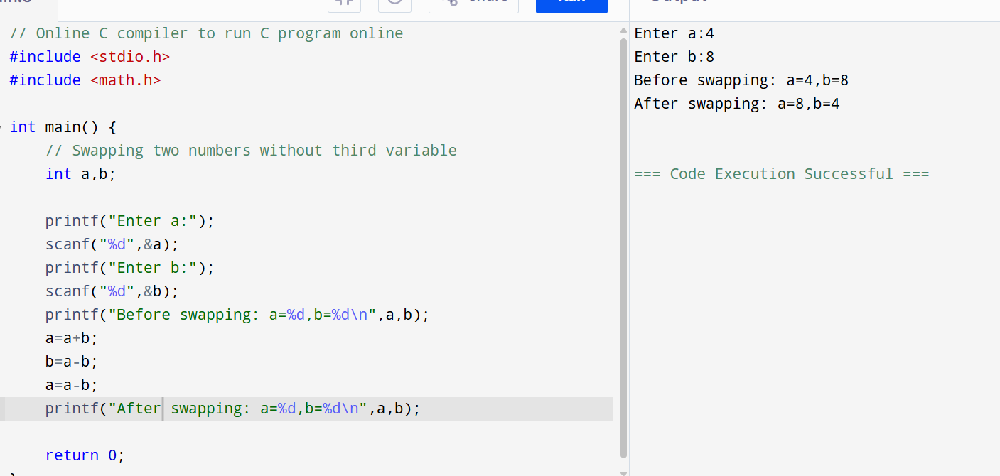 // Online C compiler to run C program online
#include <stdio.h>
#include <math.h>
int main() {
// Swapping two numbers without third variable
int a,b;
printf("Enter a:");
scanf("%d",&a);
printf("Enter b:");
scanf("%d",&b);
printf("Before swapping: a=%d,b=%d\n",a,b);
a=a+b;
b=a-b;
a=a-b;
printf("After swapping: a=%d,b=%d\n",a,b);
return 0;
Enter a:4
Enter b:8
Before swapping: a=4,b=8
After swapping: a=8,b=4
=== Code Execution Successful ===